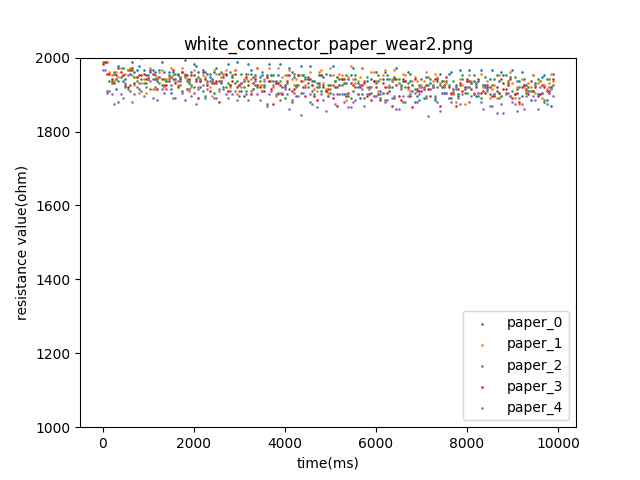 white_connector_paper_wear2.png
2000
1800
1600
1400
1200
1000
resistance value(ohm)
paper_0
paper_1
paper_2
paper_3
paper_4
0 2000 4000 6000 8000 10000
time(ms)